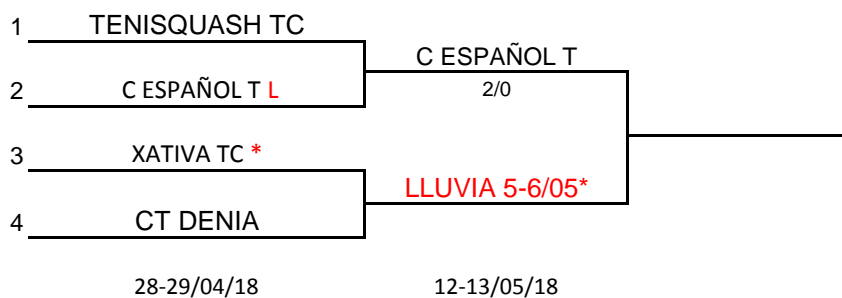 1 TENISQUASH TC
C ESPAÑOL T
2 C ESPAÑOL T L
2/0
3 XATIVA TC *
LLUVIA 5-6/05*
4 CT DENIA
28-29/04/18 12-13/05/18